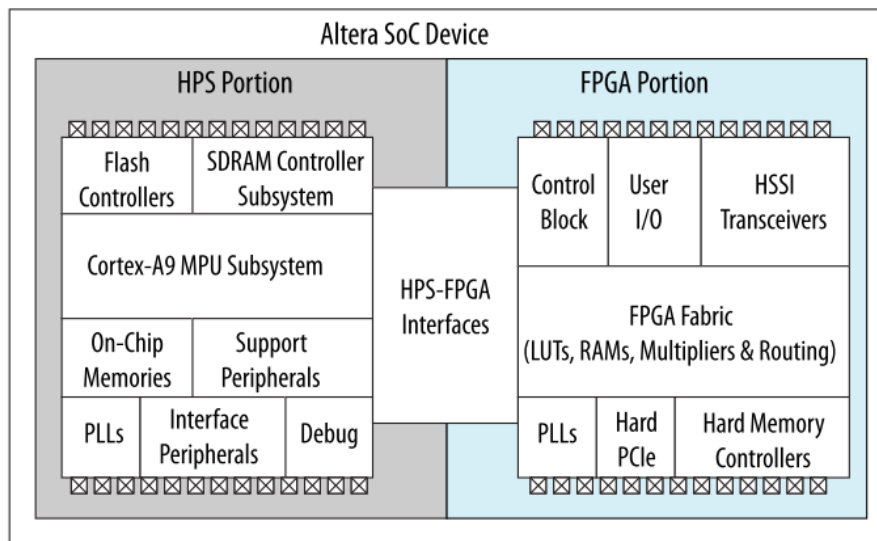 Altera SoC Device
HPS Portion
FPGA Portion
Flash
Controllers
SDRAM Controller
Subsystem
Cortex-A9 MPU Subsystem
On-Chip
Memories
Support
Peripherals
PLLs
Interface
Peripherals
Debug
HPS-FPGA
Interfaces
Control
Block
User
I/O
HSSI
Transceivers
FPGA Fabric
(LUTs, RAMs, Multipliers & Routing)
PLLs
Hard
PCIe
Hard Memory
Controllers